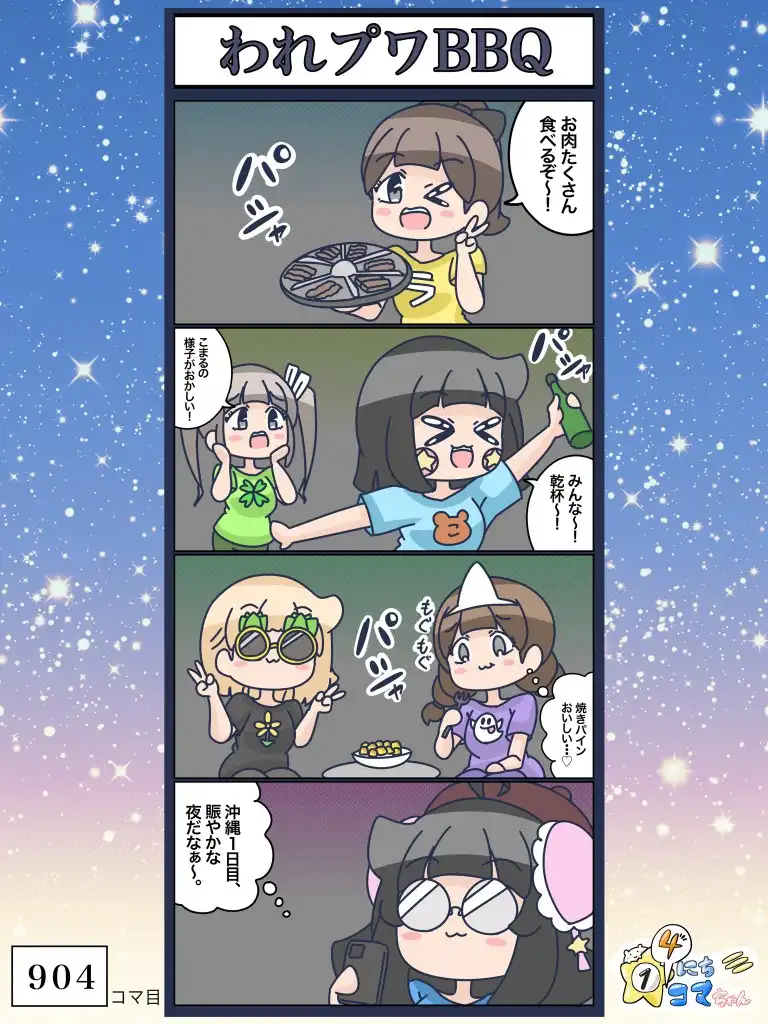 われプワBBQ
お肉たくさん
食べるぞ〜!
パシャ
ラ
パシャ
こまるの
様子がおかしい!
みんな〜!
乾杯〜!
こ
もぐもぐ
パシャ
焼きパイン
おいしい…♡
沖縄1日目、
賑やかな
夜だなぁ〜。
904
コマ目
1
にち
4
コマ
ちゃん